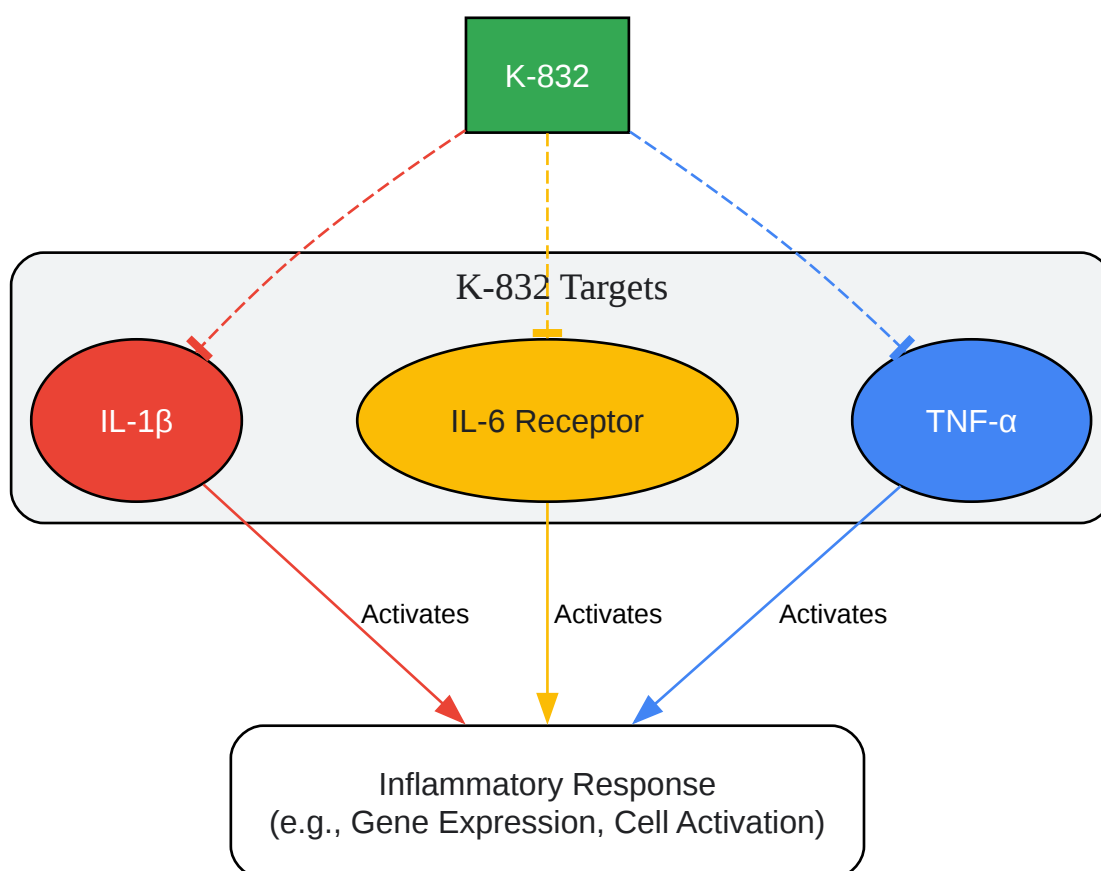 K-832
K-832 Targets
IL-1β
IL-6 Receptor
TNF-α
Activates
Activates
Activates
Inflammatory Response
(e.g., Gene Expression, Cell Activation)